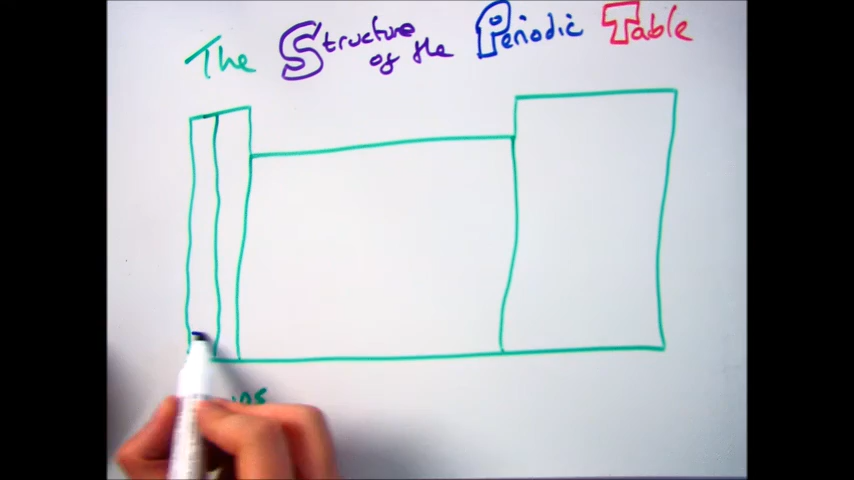 The Structure of the Periodic Table